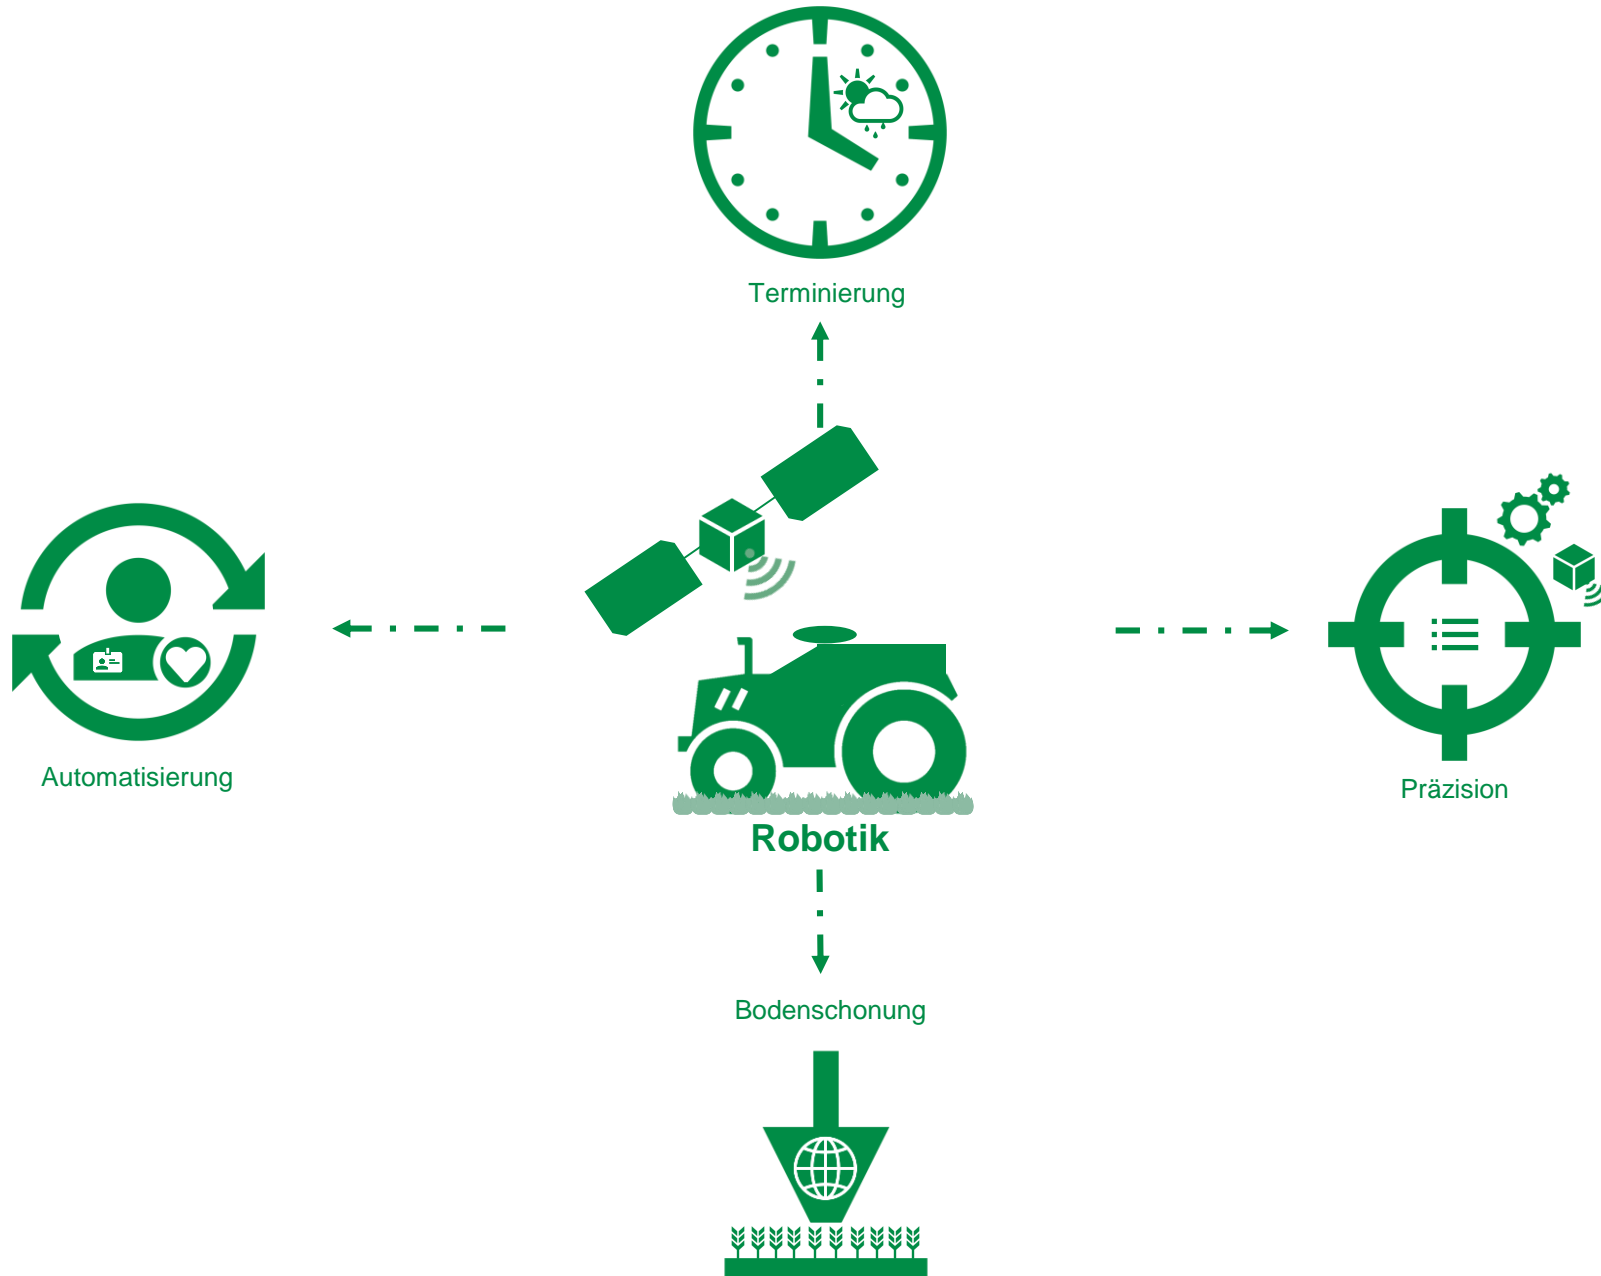 Terminierung
Automatisierung
Präzision
Robotik
Bodenschonung